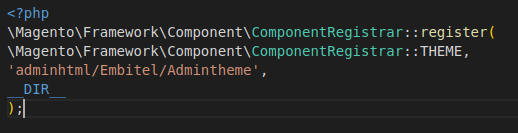 <?php
\Magento\Framework\Component\ComponentRegistrar::register(
\Magento\Framework\Component\ComponentRegistrar::THEME,
'adminhtml/Embitel/Admintheme',
__DIR__
);